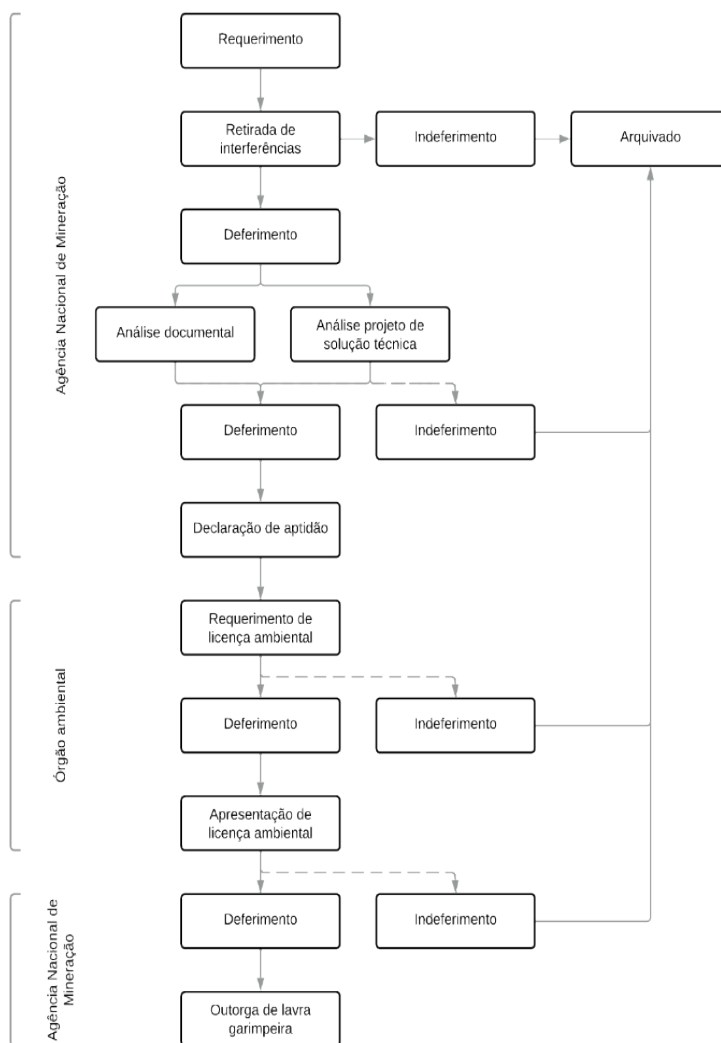 Requerimento
Retirada de
interferências
Indeferimento
Arquivado
Agência Nacional de Mineração
Deferimento
Análise documental
Análise projeto de
solução técnica
Deferimento
Indeferimento
Declaração de aptidão
Órgão ambiental
Requerimento de
licença ambiental
Deferimento
Indeferimento
Apresentação de
licença ambiental
Agência Nacional de
Mineração
Deferimento
Indeferimento
Outorga de lavra
garimpeira